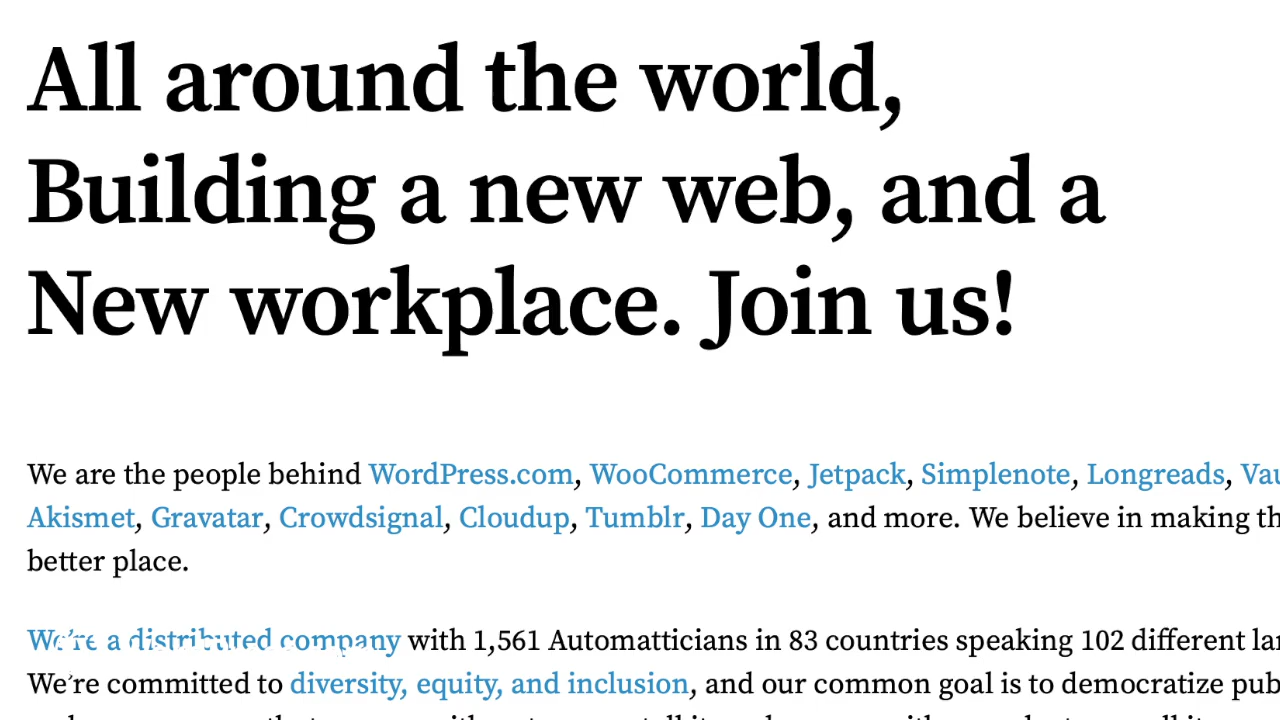 All around the world,
Building a new web, and a
New workplace. Join us!
We are the people behind WordPress.com, WooCommerce, Jetpack, Simplenote, Longreads,
Akismet, Gravatar, Crowdsignal, Cloudup, Tumblr, Day One, and more. We believe in making
better place.
We're a distributed company with 1,561 Automatticians in 83 countries speaking 102 different
We're committed to diversity, equity, and inclusion, and our common goal is to democratize